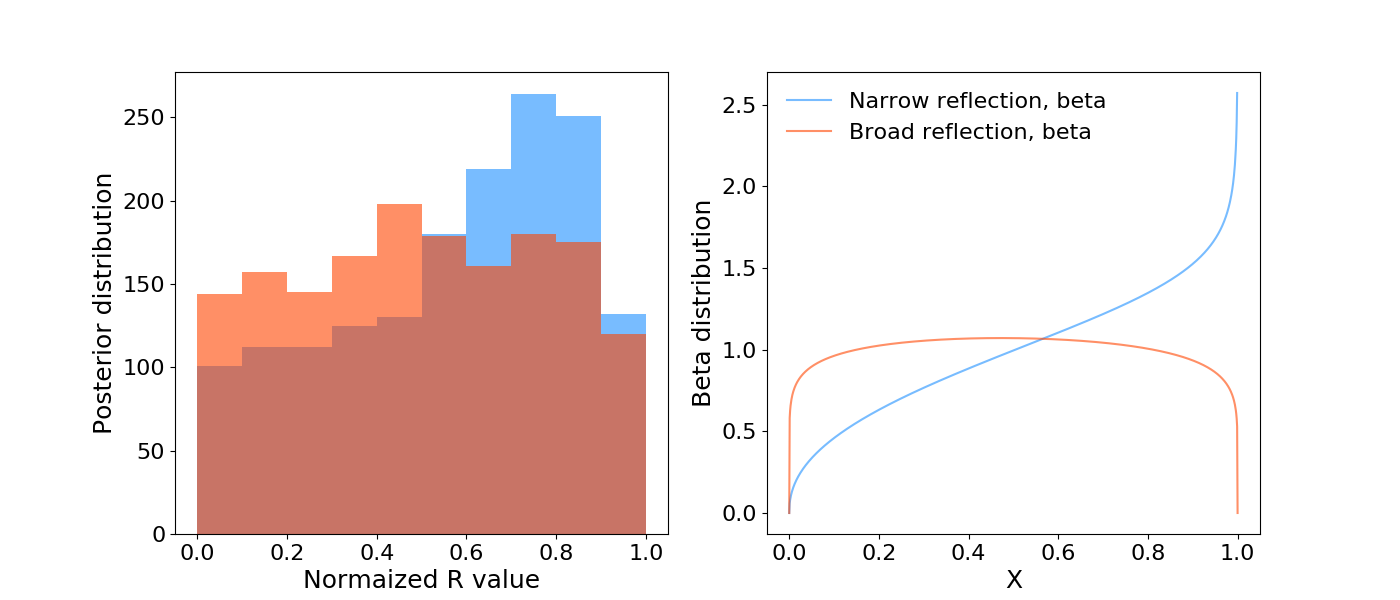 Posterior distribution
250
200
150
100
50
0
0.0 0.2 0.4 0.6 0.8 1.0
Normaized R value
Beta distribution
2.5
2.0
1.5
1.0
0.5
0.0
Narrow reflection, beta
Broad reflection, beta
0.0 0.2 0.4 0.6 0.8 1.0
X